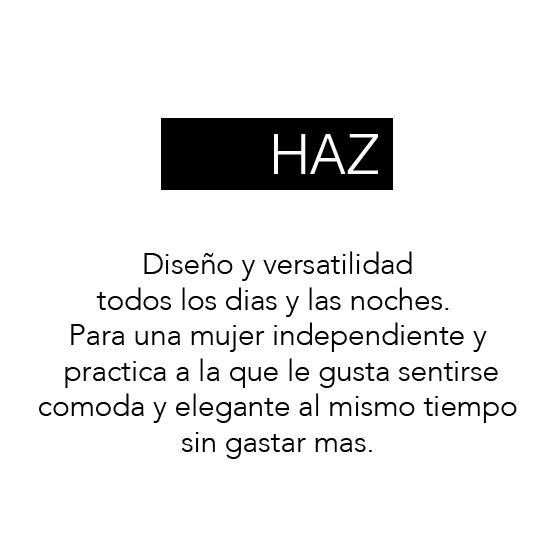 HAZ
Diseño y versatilidad
todos los dias y las noches.
Para una mujer independiente y
practica a la que le gusta sentirse
comoda y elegante al mismo tiempo
sin gastar mas.